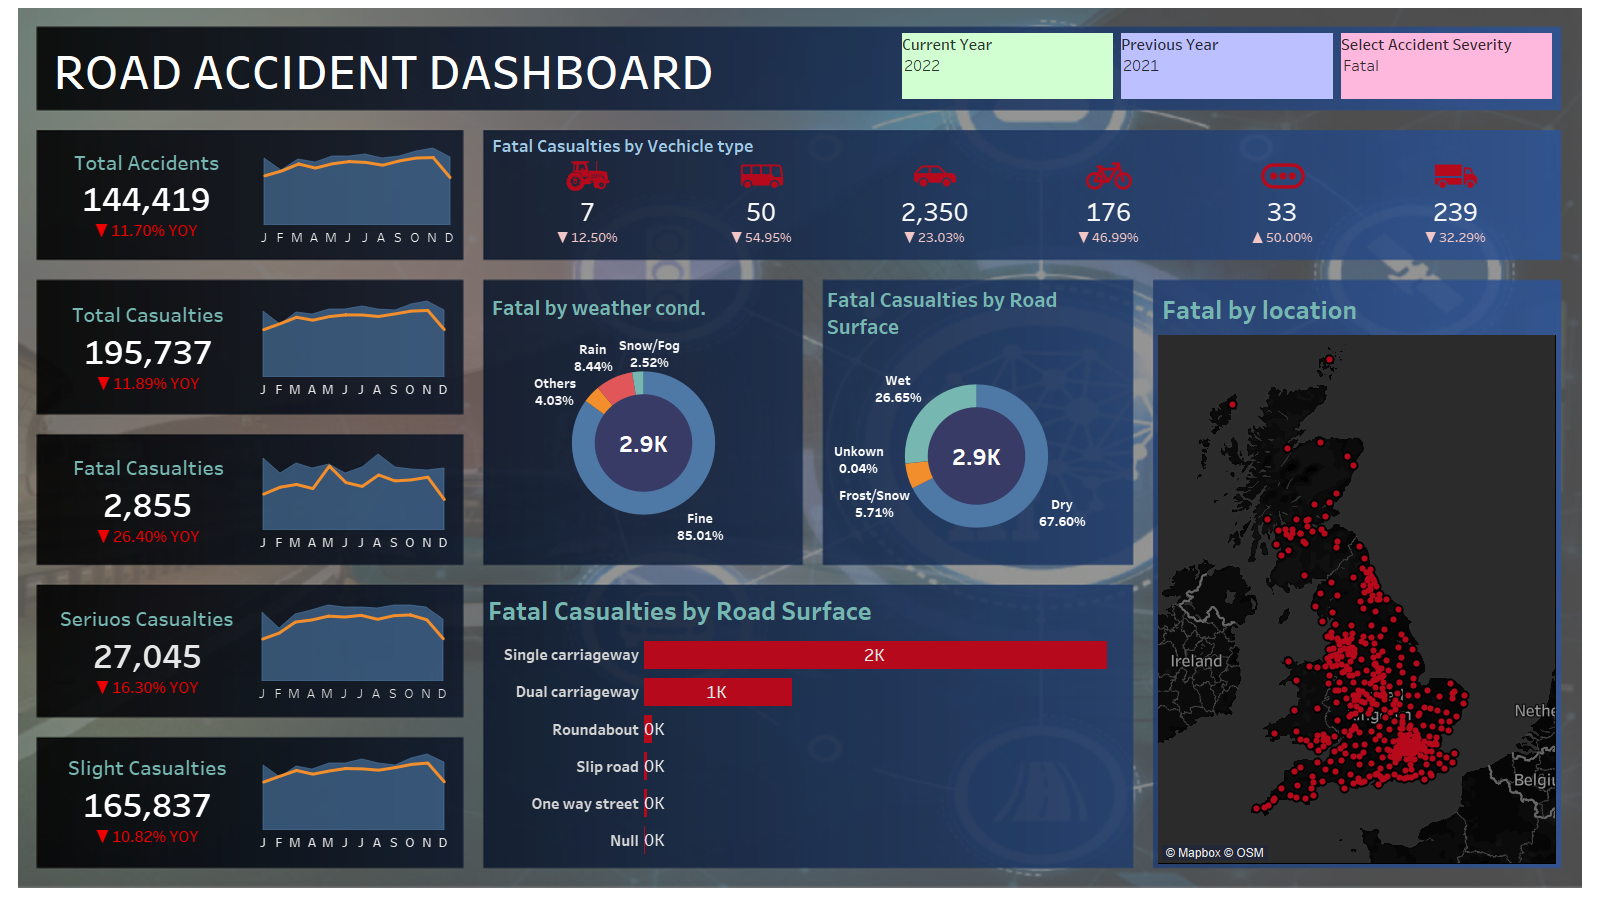 ROAD ACCIDENT DASHBOARD
Current Year
2022
Previous Year
2021
Select Accident Severity
Fatal
Total Accidents
144,419
▼ 11.70% YOY
J F M A M J J A S O N D
Fatal Casualties by Vechicle type
7
50
2,350
176
33
239
▼ 12.50%
▼ 54.95%
▼ 23.03%
▼ 46.99%
▲ 50.00%
▼ 32.29%
Total Casualties
195,737
▼ 11.89% YOY
J F M A M J J A S O N D
Fatal Casualties
2,855
▼ 26.40% YOY
J F M A M J J A S O N D
Seriuos Casualties
27,045
▼ 16.30% YOY
J F M A M J J A S O N D
Slight Casualties
165,837
▼ 10.82% YOY
J F M A M J J A S O N D
Fatal by weather cond.
Rain
8.44%
Snow/Fog
2.52%
Others
4.03%
2.9K
Fine
85.01%
Fatal Casualties by Road
Surface
Wet
26.65%
Unkown
0.04%
Frost/Snow
5.71%
2.9K
Dry
67.60%
Fatal Casualties by Road Surface
Single carriageway 2K
Dual carriageway 1K
Roundabout 0K
Slip road 0K
One way street 0K
Null 0K
Fatal by location
Ireland
Nethe
Belgiu
© Mapbox © OSM